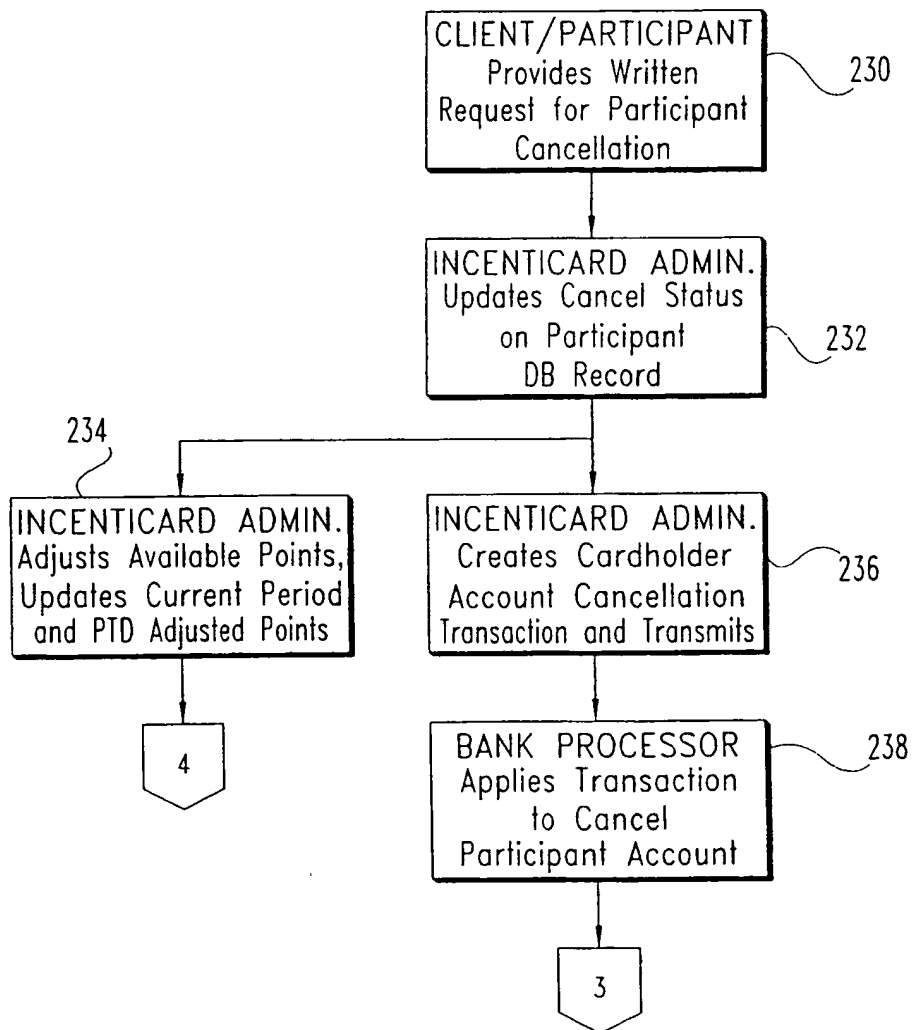 CLIENT/PARTICIPANT
Provides Written
Request for Participant
Cancellation
230
INCENTICARD ADMIN.
Updates Cancel Status
on Participant
DB Record
232
234
INCENTICARD ADMIN.
Adjusts Available Points,
Updates Current Period
and PTD Adjusted Points
INCENTICARD ADMIN.
Creates Cardholder
Account Cancellation
Transaction and Transmits
236
4
BANK PROCESSOR
Applies Transaction
to Cancel
Participant Account
238
3